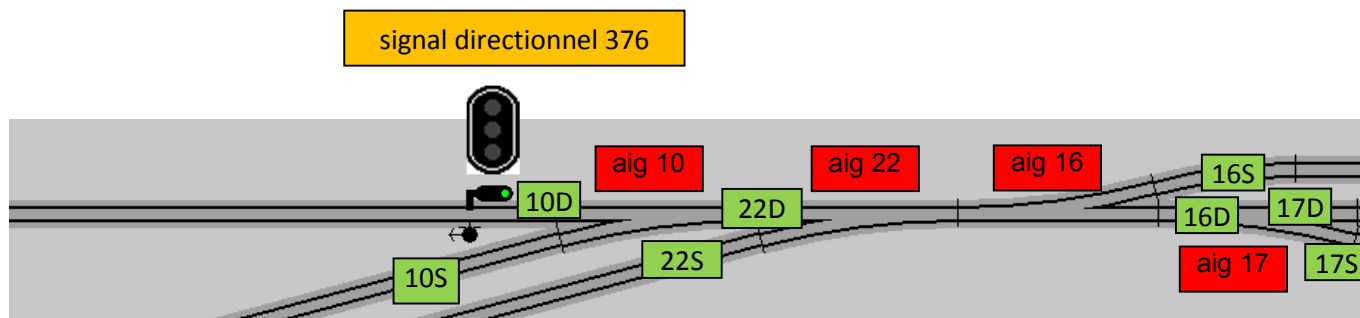 signal directionnel 376
aig 10
aig 22
aig 16
10D
22D
16S
16D
17D
10S
22S
aig 17
17S